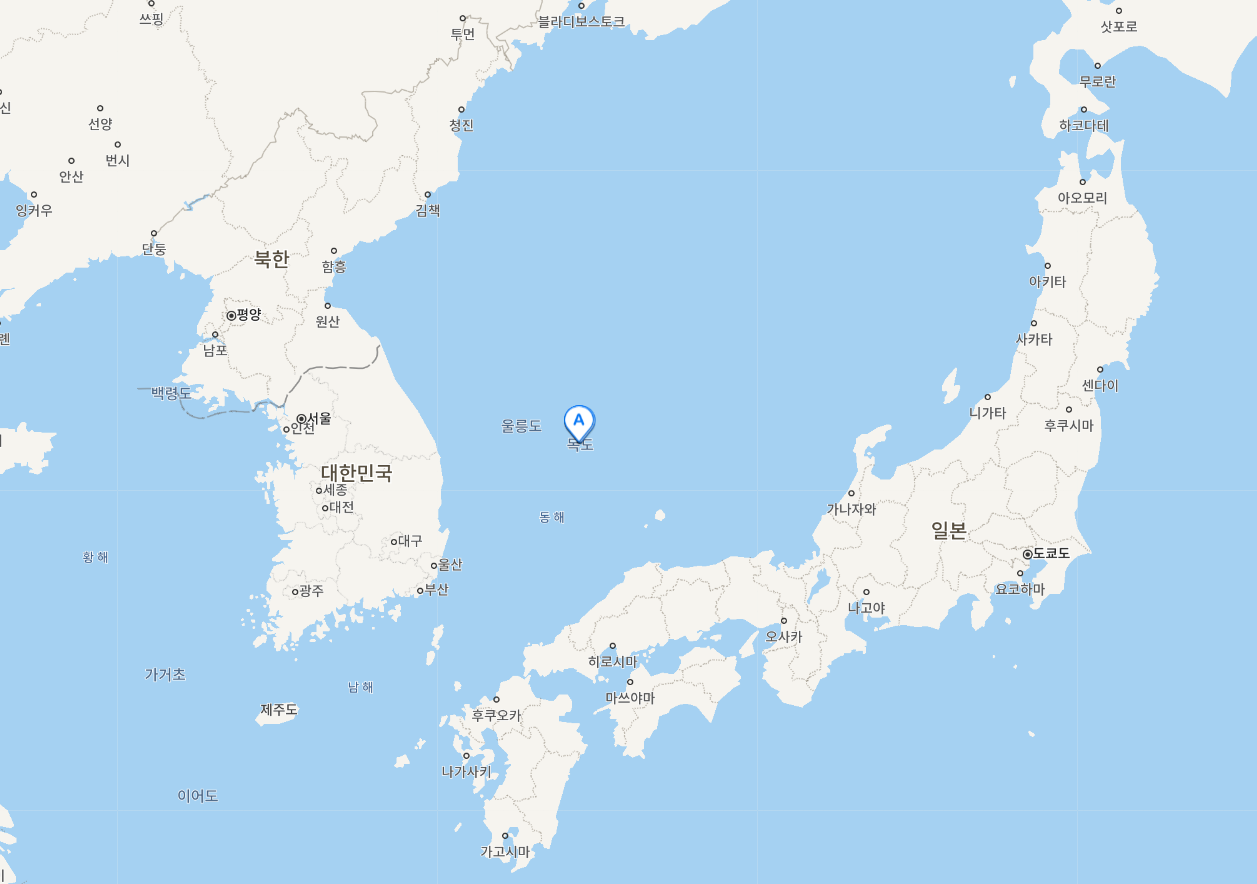 쓰핑
투먼
블라디보스토크
삿포로
무로란
신
선양
청진
하코다테
번시
안산
잉커우
김책
아오모리
단둥
북한
함흥
아키타
평양
원산
롄
남포
사카타
백령도
센다이
서울
인천
울릉도
A
독도
니가타
후쿠시마
대한민국
세종
대전
가나자와
동해
일본
대구
황해
울산
도쿄도
광주
부산
요코하마
나고야
오사카
히로시마
가거초
남해
마쓰야마
제주도
후쿠오카
나가사키
이어도
가고시마